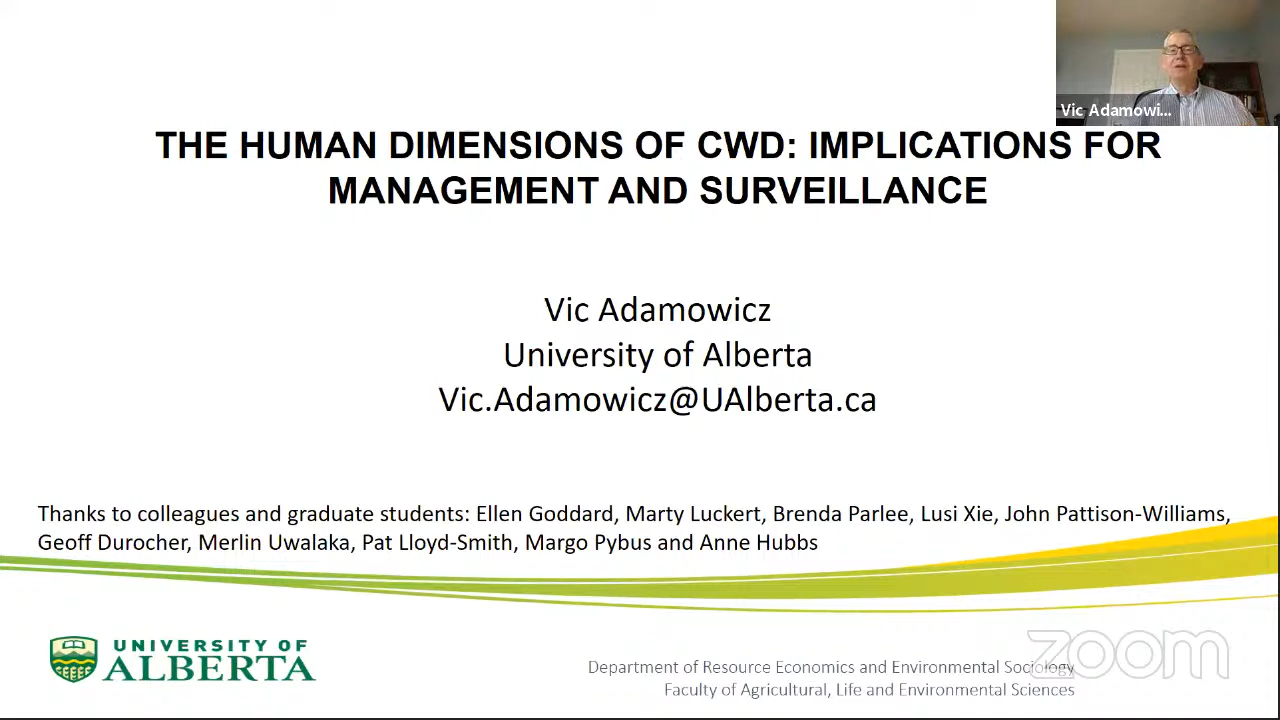 Vic Adamowi...
THE HUMAN DIMENSIONS OF CWD: IMPLICATIONS FOR
MANAGEMENT AND SURVEILLANCE
Vic Adamowicz
University of Alberta
Vic.Adamowicz@UAlberta.ca
Thanks to colleagues and graduate students: Ellen Goddard, Marty Luckert, Brenda Parlee, Lusi Xie, John Pattison-Williams,
Geoff Durocher, Merlin Uwalaka, Pat Lloyd-Smith, Margo Pybus and Anne Hubbs
UNIVERSITY OF
ALBERTA
Department of Resource Economics and Environmental Sociology
Faculty of Agricultural, Life and Environmental Sciences
zoom